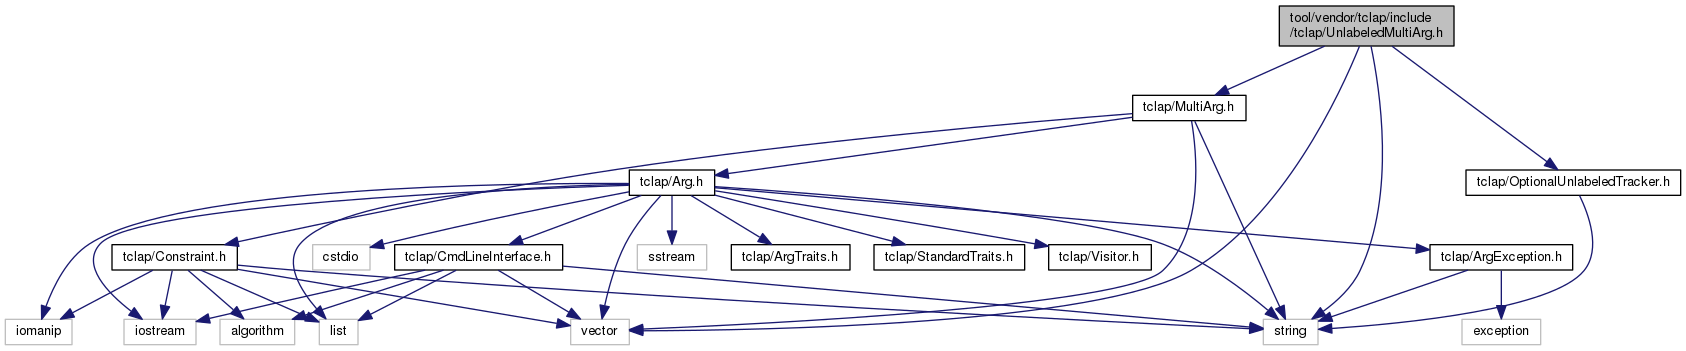 tool/vendor/tclap/include
/tclap/UnlabeledMultiArg.h
tclap/MultiArg.h
tclap/Arg.h
tclap/OptionalUnlabeledTracker.h
tclap/Constraint.h
cstdio
tclap/CmdLineInterface.h
sstream
tclap/ArgTraits.h
tclap/StandardTraits.h
tclap/Visitor.h
tclap/ArgException.h
iomanip
iostream
algorithm
list
vector
string
exception